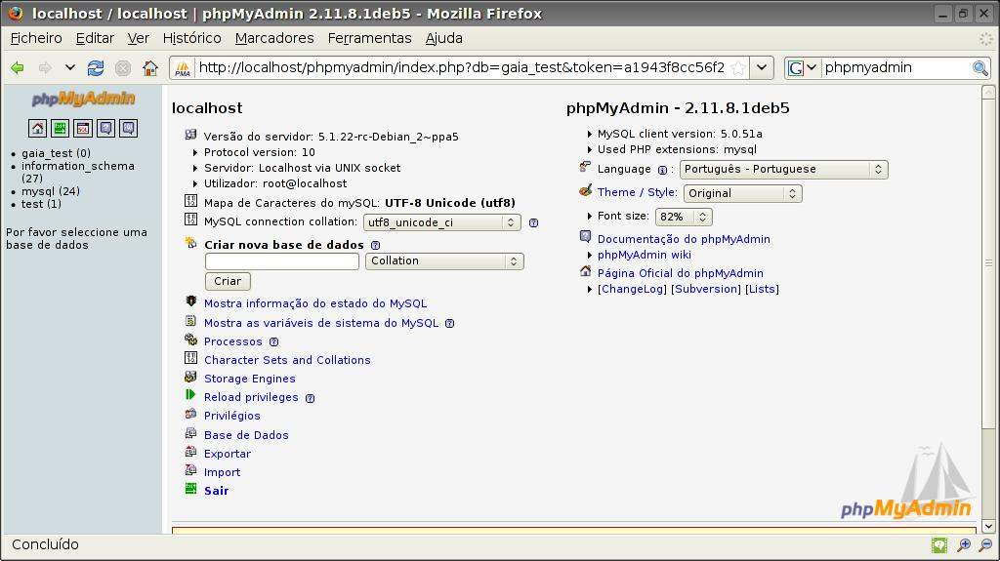 localhost / localhost | phpMyAdmin 2.11.8.1deb5 - Mozilla Firefox
Ficheiro Editar Ver Histórico Marcadores Ferramentas Ajuda
PMA http://localhost/phpmyadmin/index.php?db=gaia_test&token=a1943f8cc56f2 G phpmyadmin
phpMyAdmin
SQL
gaia_test (0)
information_schema
(27)
mysql (24)
test (1)
Por favor seleccione uma
base de dados
localhost
Versão do servidor: 5.1.22-rc-Debian_2~ppa5
Protocol version: 10
Servidor: Localhost via UNIX socket
Utilizador: root@localhost
Mapa de Caracteres do mySQL: UTF-8 Unicode (utf8)
MySQL connection collation: utf8_unicode_ci
Criar nova base de dados
Collation
Criar
Mostra informação do estado do MySQL
Mostra as variáveis de sistema do MySQL
Processos
Character Sets and Collations
Storage Engines
Reload privileges
Privilégios
Base de Dados
Exportar
Import
Sair
phpMyAdmin - 2.11.8.1deb5
MySQL client version: 5.0.51a
Used PHP extensions: mysql
Language : Português - Portuguese
Theme / Style: Original
Font size: 82%
Documentação do phpMyAdmin
phpMyAdmin wiki
Página Oficial do phpMyAdmin
[ChangeLog] [Subversion] [Lists]
phpMyAdmin
Concluído